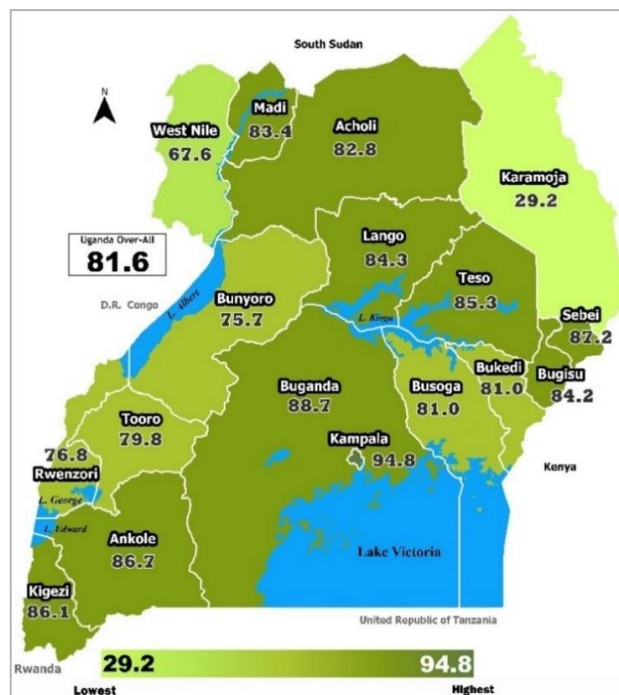 South Sudan
N
Madi
83.4
West Nile
67.6
Acholi
82.8
Karamoja
29.2
Uganda Over-All
81.6
Lango
84.3
Teso
85.3
D.R. Congo
L. Albert
Bunyoro
75.7
L. Kioga
Sebei
87.2
Bukedi
81.0
Bugisu
84.2
Buganda
88.7
Busoga
81.0
Tooro
79.8
Kampala
94.8
76.8
Rwenzori
Kenya
L. George
L. Edward
Ankole
86.7
Lake Victoria
Kigezi
86.1
United Republic of Tanzania
Rwanda
29.2
94.8
Lowest
Highest